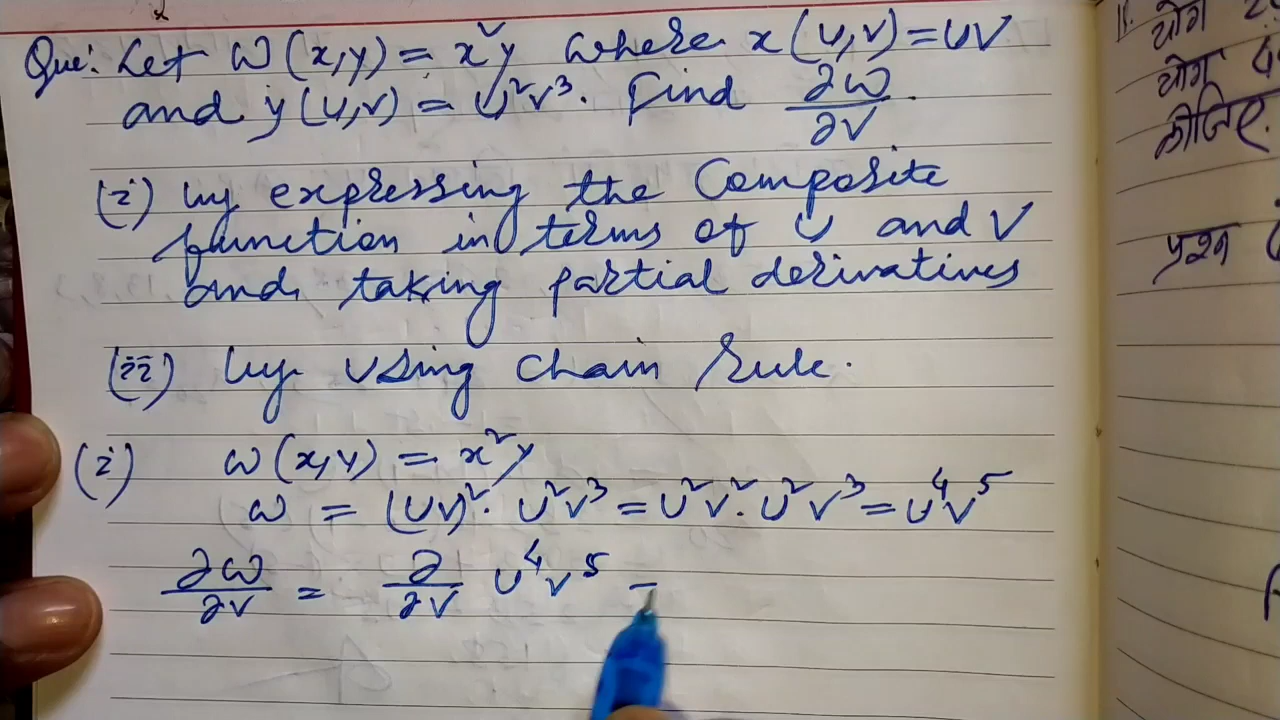 Que: Let ω(x,y) = x²y where x(u,v) = uv
and y(u,v) = u²v³. Find ∂ω/∂v.
(i) by expressing the Composite
function in terms of u and v
and taking partial derivatives
(ii) by using Chain Rule.
(i) ω(x,y) = x²y
ω = (uv)². u²v³ = u²v². u²v³ = u⁴v⁵
∂ω/∂v = ∂/∂v u⁴v⁵ =
योग
योग
लीजिए.
प्रश्न